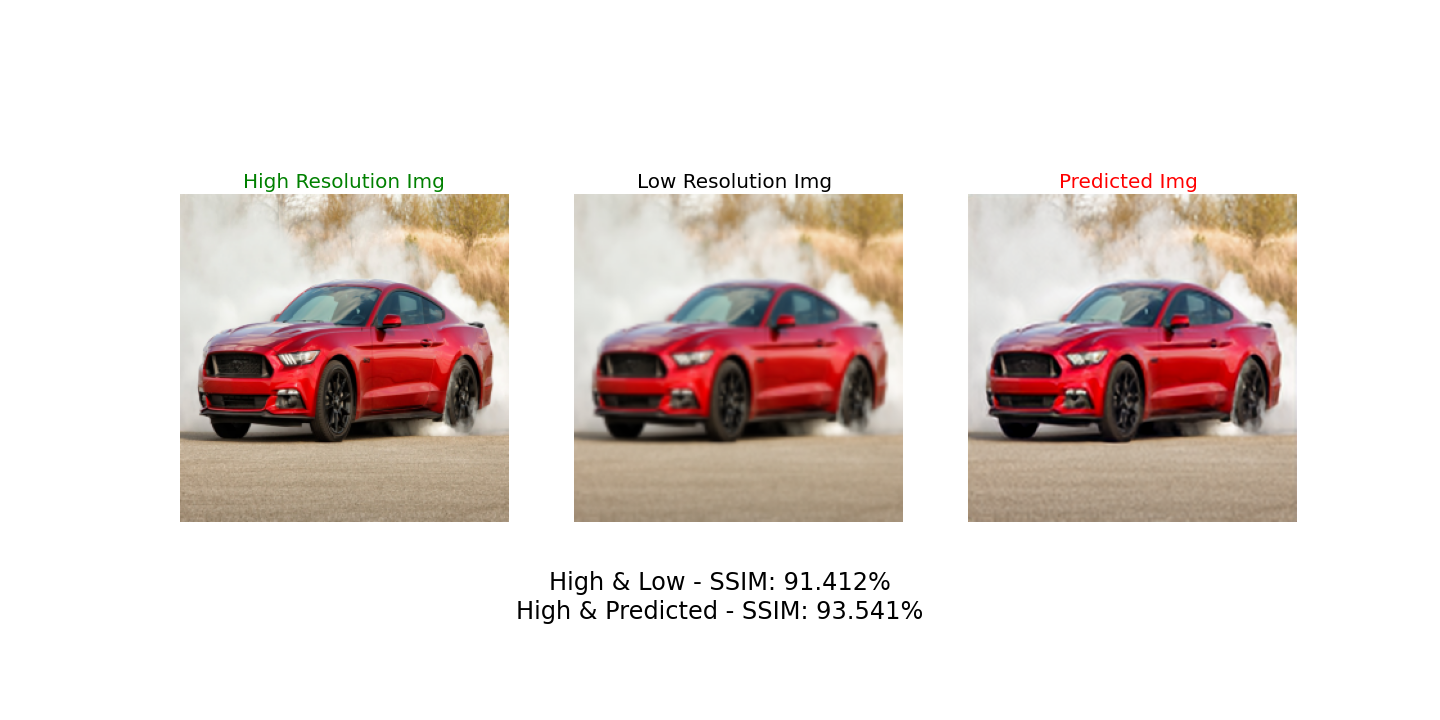 High Resolution Img
Low Resolution Img
Predicted Img
High & Low - SSIM: 91.412%
High & Predicted - SSIM: 93.541%